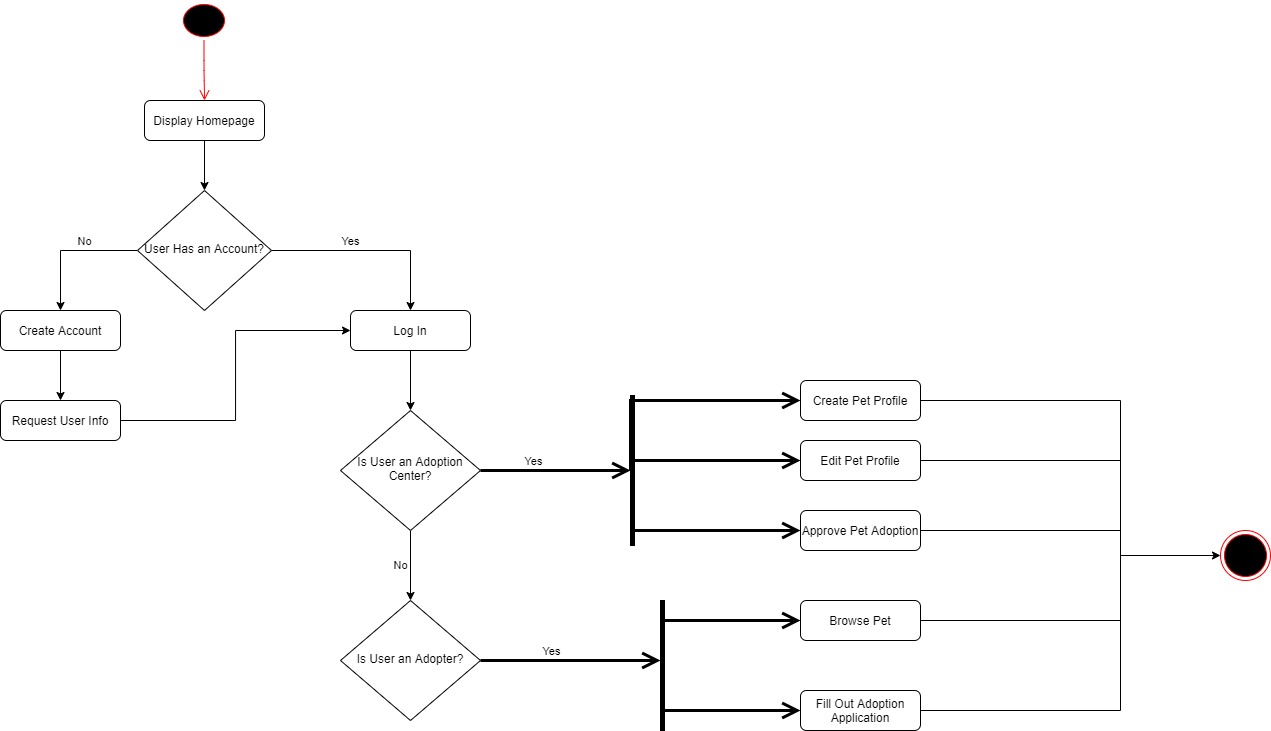 Display Homepage
User Has an Account?
No
Yes
Create Account
Log In
Request User Info
Is User an Adoption
Center?
Yes
No
Create Pet Profile
Edit Pet Profile
Approve Pet Adoption
Is User an Adopter?
Yes
Browse Pet
Fill Out Adoption
Application